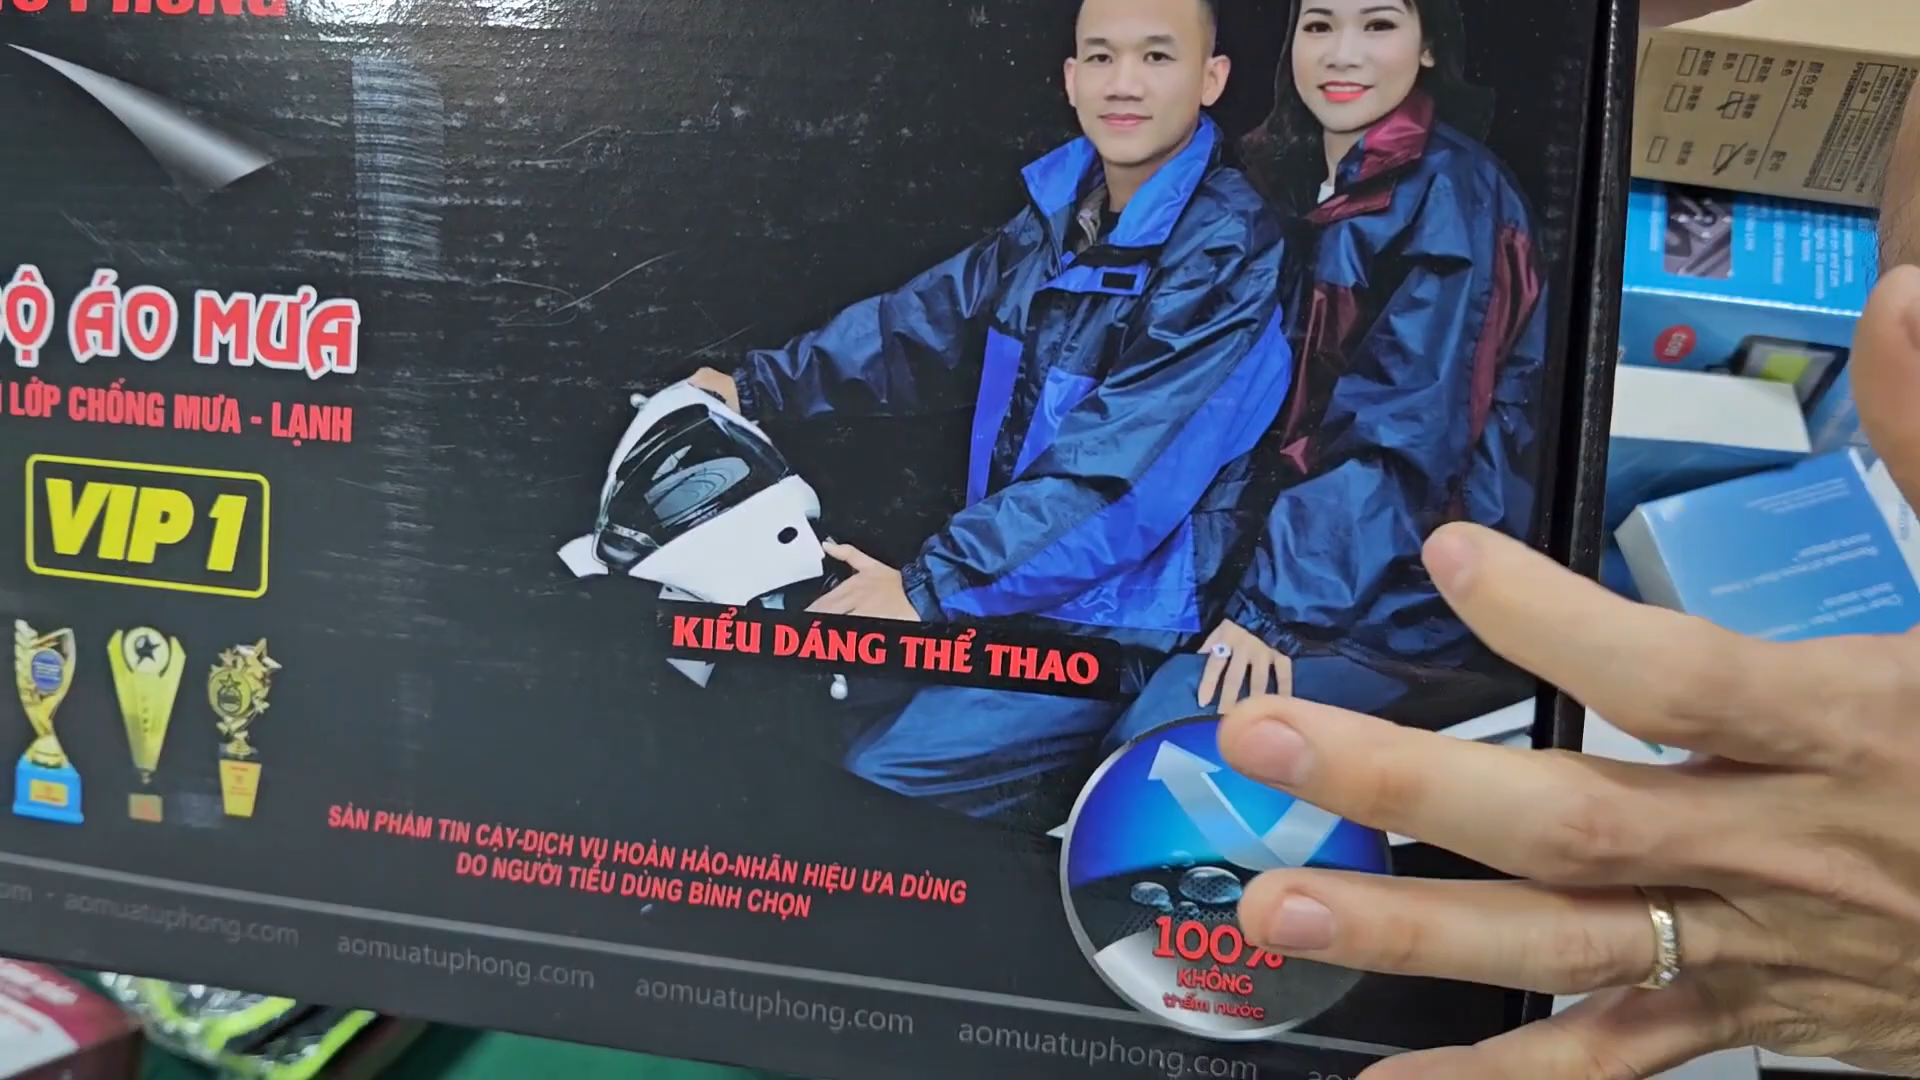 BỘ ÁO MƯA
LỚP CHỐNG MƯA - LẠNH
VIP 1
KIỂU DÁNG THỂ THAO
SẢN PHẨM TIN CẬY-DỊCH VỤ HOÀN HẢO-NHÃN HIỆU ƯA DÙNG
DO NGƯỜI TIÊU DÙNG BÌNH CHỌN
100%
KHÔNG
thấm nước
aomuatuphong.com aomuatuphong.com aomuatuphong.com aomuatuphong.com